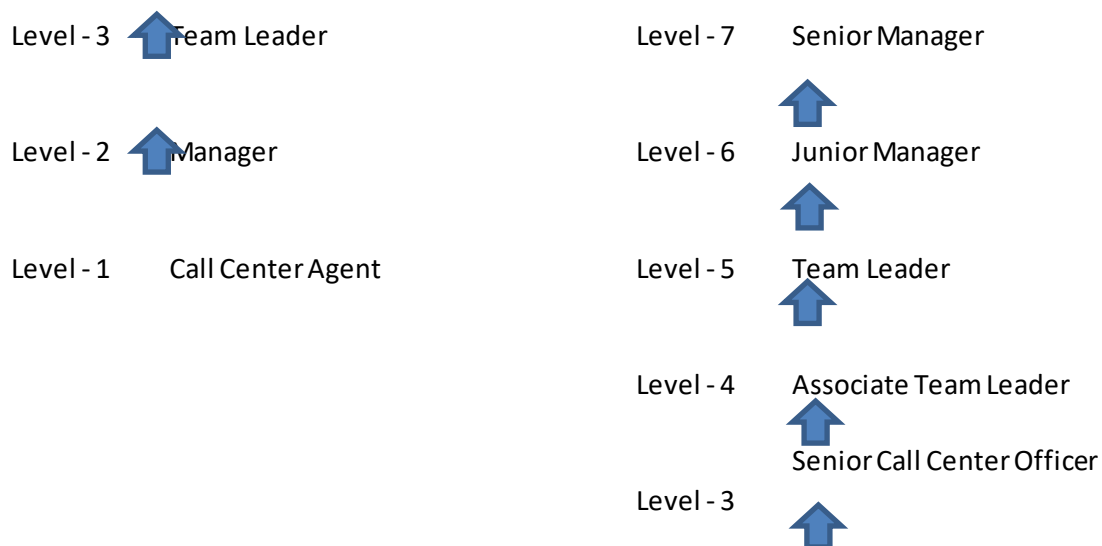 Level - 3 Team Leader
Level - 2 Manager
Level - 1 Call Center Agent
Level - 7 Senior Manager
Level - 6 Junior Manager
Level - 5 Team Leader
Level - 4 Associate Team Leader
Senior Call Center Officer
Level - 3